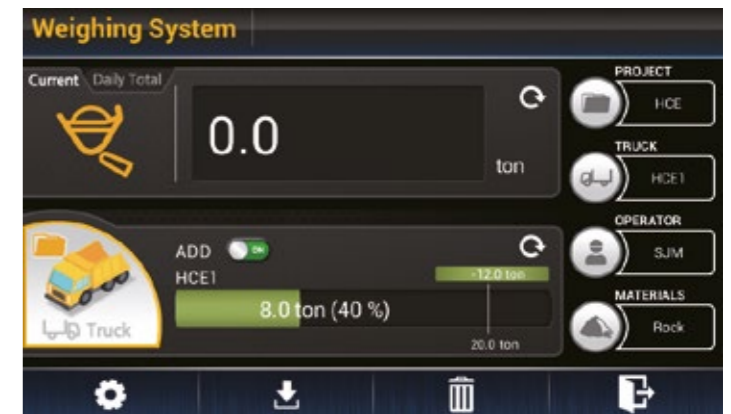 Weighing System
Current Daily Total
0.0
ton
ADD ON
HCE1
-12.0 ton
8.0 ton (40 %)
20.0 ton
Truck
PROJECT
HCE
TRUCK
HCE1
OPERATOR
SJM
MATERIALS
Rock